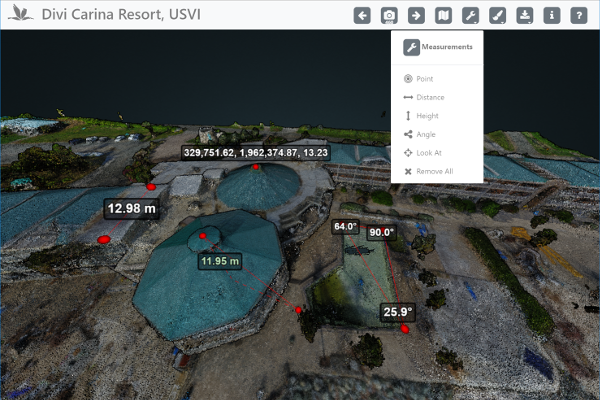 Divi Carina Resort, USVI
Measurements
Point
Distance
Height
Angle
Look At
Remove All
329,751.62, 1,962,374.87, 13.23
12.98 m
64.0°
90.0°
11.95 m
25.9°